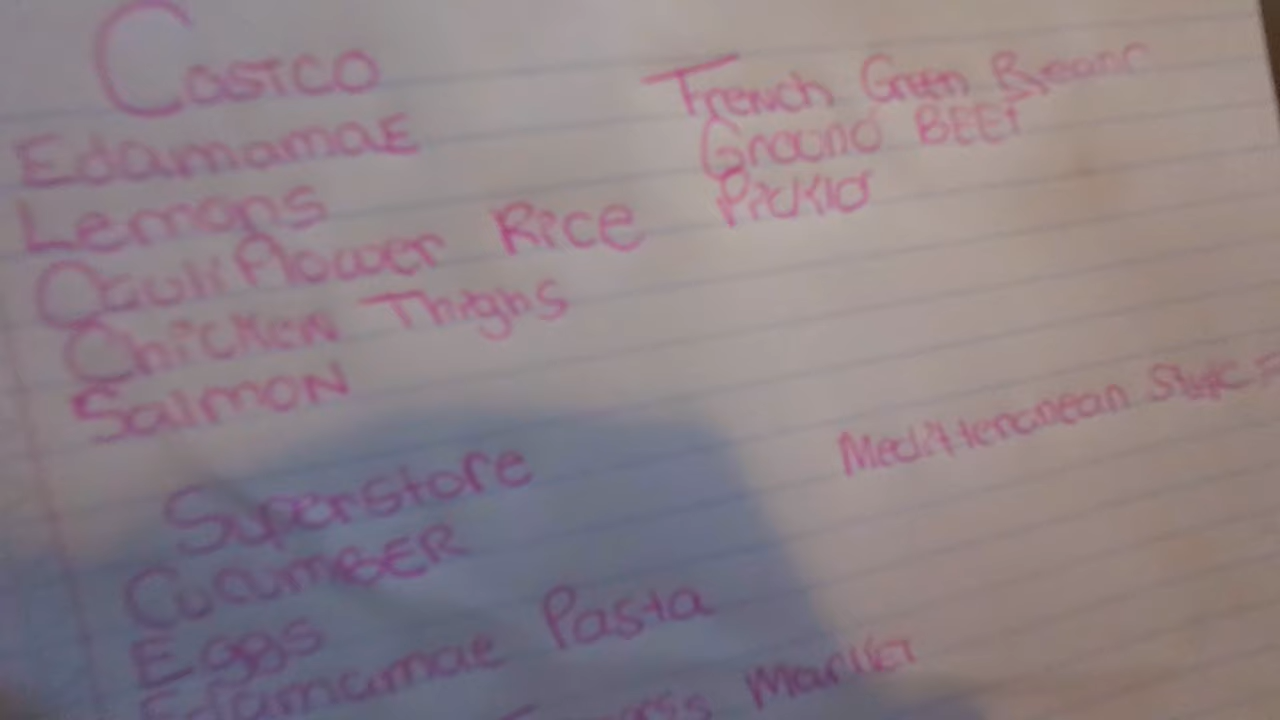 Costco
Edamamae
Lemons
Cauliflower Rice
Chicken Thighs
Salmon
French Green Beans
Ground BEEF
Superstore
Cucumber
Eggs
Edamamae Pasta
Mediterranean Style
Market